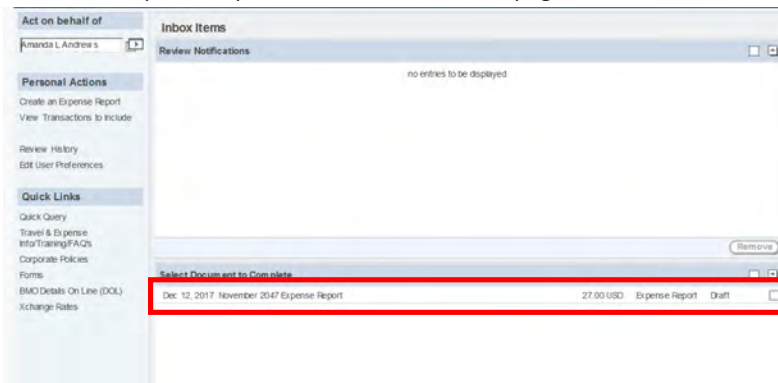 Act on behalf of
Amanda L Andrews
Personal Actions
Create an Expense Report
View Transactions to Include
Review History
Edit User Preferences
Quick Links
Quick Query
Travel & Expense
Info/Training/FAQ's
Corporate Policies
Forms
BMO Details On Line (DOL)
Xchange Rates
Inbox Items
Review Notifications
no entries to be displayed
Remove
Select Document to Complete
Dec 12, 2017 November 2047 Expense Report 27.00 USD Expense Report Draft